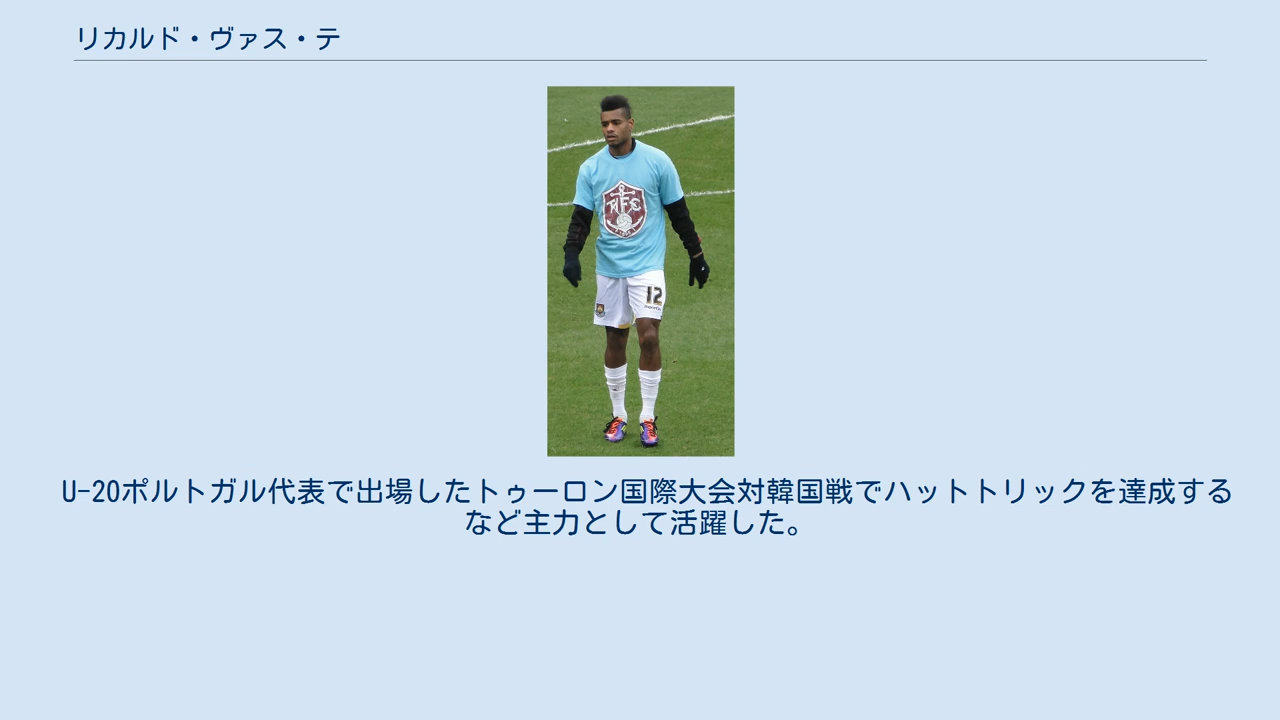 リカルド・ヴァス・テ
12
U-20ポルトガル代表で出場したトゥーロン国際大会対韓国戦でハットトリックを達成する
など主力として活躍した。